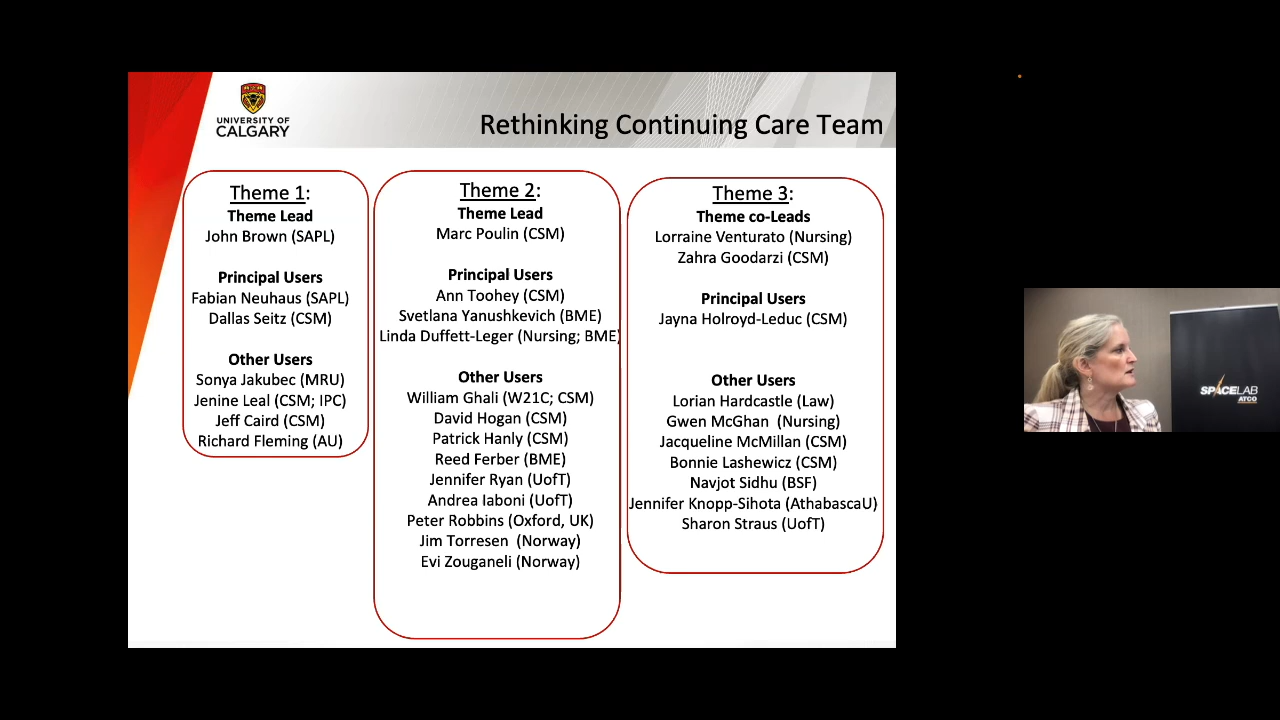 UNIVERSITY OF
CALGARY
Rethinking Continuing Care Team
Theme 1:
Theme Lead
John Brown (SAPL)
Principal Users
Fabian Neuhaus (SAPL)
Dallas Seitz (CSM)
Other Users
Sonya Jakubec (MRU)
Jenine Leal (CSM; IPC)
Jeff Caird (CSM)
Richard Fleming (AU)
Theme 2:
Theme Lead
Marc Poulin (CSM)
Principal Users
Ann Toohey (CSM)
Svetlana Yanushkevich (BME)
Linda Duffett-Leger (Nursing; BME)
Other Users
William Ghali (W21C; CSM)
David Hogan (CSM)
Patrick Hanly (CSM)
Reed Ferber (BME)
Jennifer Ryan (UofT)
Andrea Iaboni (UofT)
Peter Robbins (Oxford, UK)
Jim Torresen (Norway)
Evi Zouganeli (Norway)
Theme 3:
Theme co-Leads
Lorraine Venturato (Nursing)
Zahra Goodarzi (CSM)
Principal Users
Jayna Holroyd-Leduc (CSM)
Other Users
Lorian Hardcastle (Law)
Gwen McGhan (Nursing)
Jacqueline McMillan (CSM)
Bonnie Lashewicz (CSM)
Navjot Sidhu (BSF)
Jennifer Knopp-Sihota (AthabascaU)
Sharon Straus (UofT)
SPACELAB
ATCO